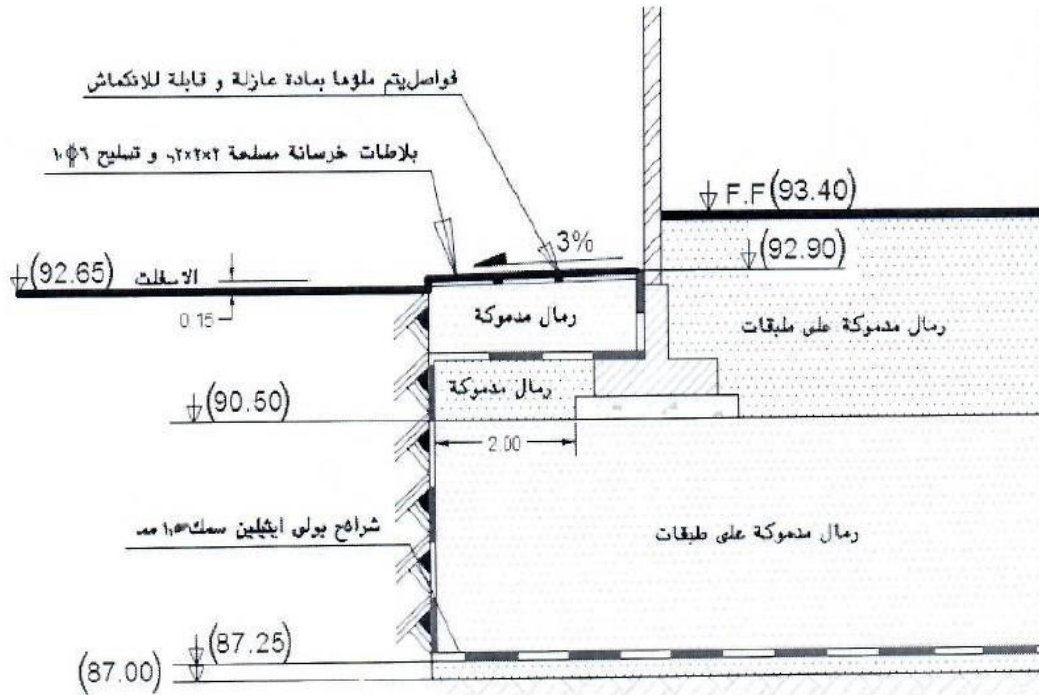 فواصل يتم ملؤها بمادة عازلة و قابلة للانكماش
بلاطات خرسانة مسلحة ٢×٢×,٢ و تسليح ٦ϕ١٠
F.F (93.40)
3%
(92.90)
(92.65) الاسفلت
0.15
رمال مدموكة
رمال مدموكة على طبقات
رمال مدموكة
(90.50)
2.00
شرائح بولى ايثيلين سمك ١,٥ مم
رمال مدموكة على طبقات
(87.25)
(87.00)